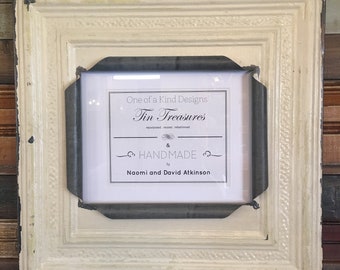 One of a Kind Designs
Tin Treasures
&
HANDMADE
by
Naomi and David Atkinson